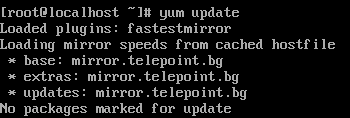 [root@localhost ~]# yum update
Loaded plugins: fastestmirror
Loading mirror speeds from cached hostfile
 * base: mirror.telepoint.bg
 * extras: mirror.telepoint.bg
 * updates: mirror.telepoint.bg
No packages marked for update